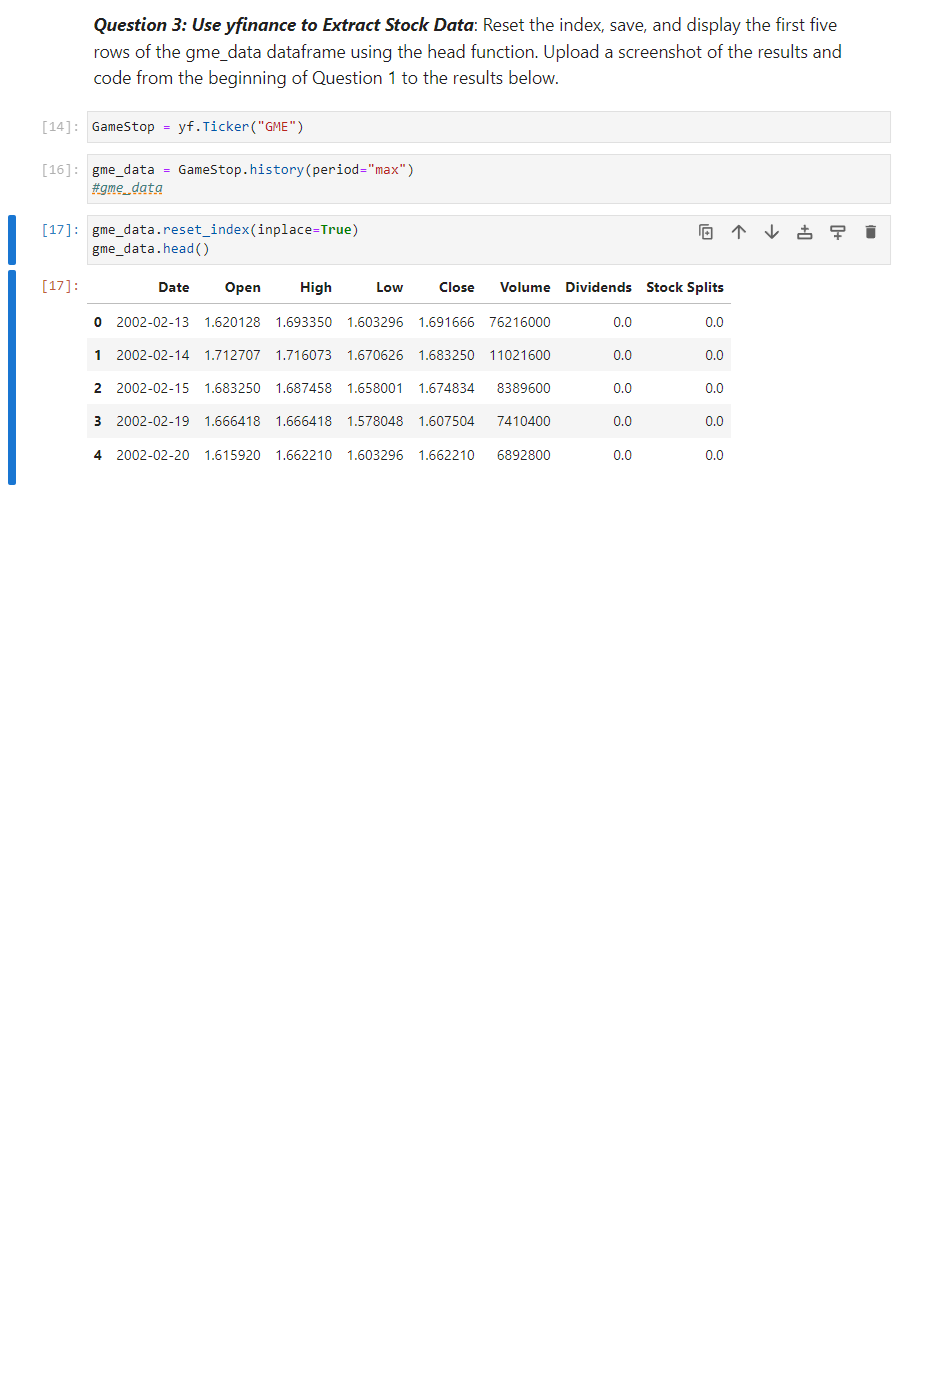 Question 3: Use yfinance to Extract Stock Data: Reset the index, save, and display the first five
rows of the gme_data dataframe using the head function. Upload a screenshot of the results and
code from the beginning of Question 1 to the results below.
[14]: GameStop = yf.Ticker("GME")
[16]: gme_data = GameStop.history(period="max")
#gme_data
[17]: gme_data.reset_index(inplace=True)
gme_data.head()
[17]: Date Open High Low Close Volume Dividends Stock Splits
0 2002-02-13 1.620128 1.693350 1.603296 1.691666 76216000 0.0 0.0
1 2002-02-14 1.712707 1.716073 1.670626 1.683250 11021600 0.0 0.0
2 2002-02-15 1.683250 1.687458 1.658001 1.674834 8389600 0.0 0.0
3 2002-02-19 1.666418 1.666418 1.578048 1.607504 7410400 0.0 0.0
4 2002-02-20 1.615920 1.662210 1.603296 1.662210 6892800 0.0 0.0